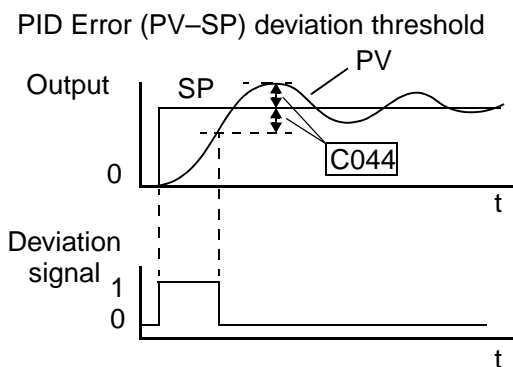 PID Error (PV–SP) deviation threshold
PV
Output
SP
C044
0
t
Deviation
signal
1
0
t